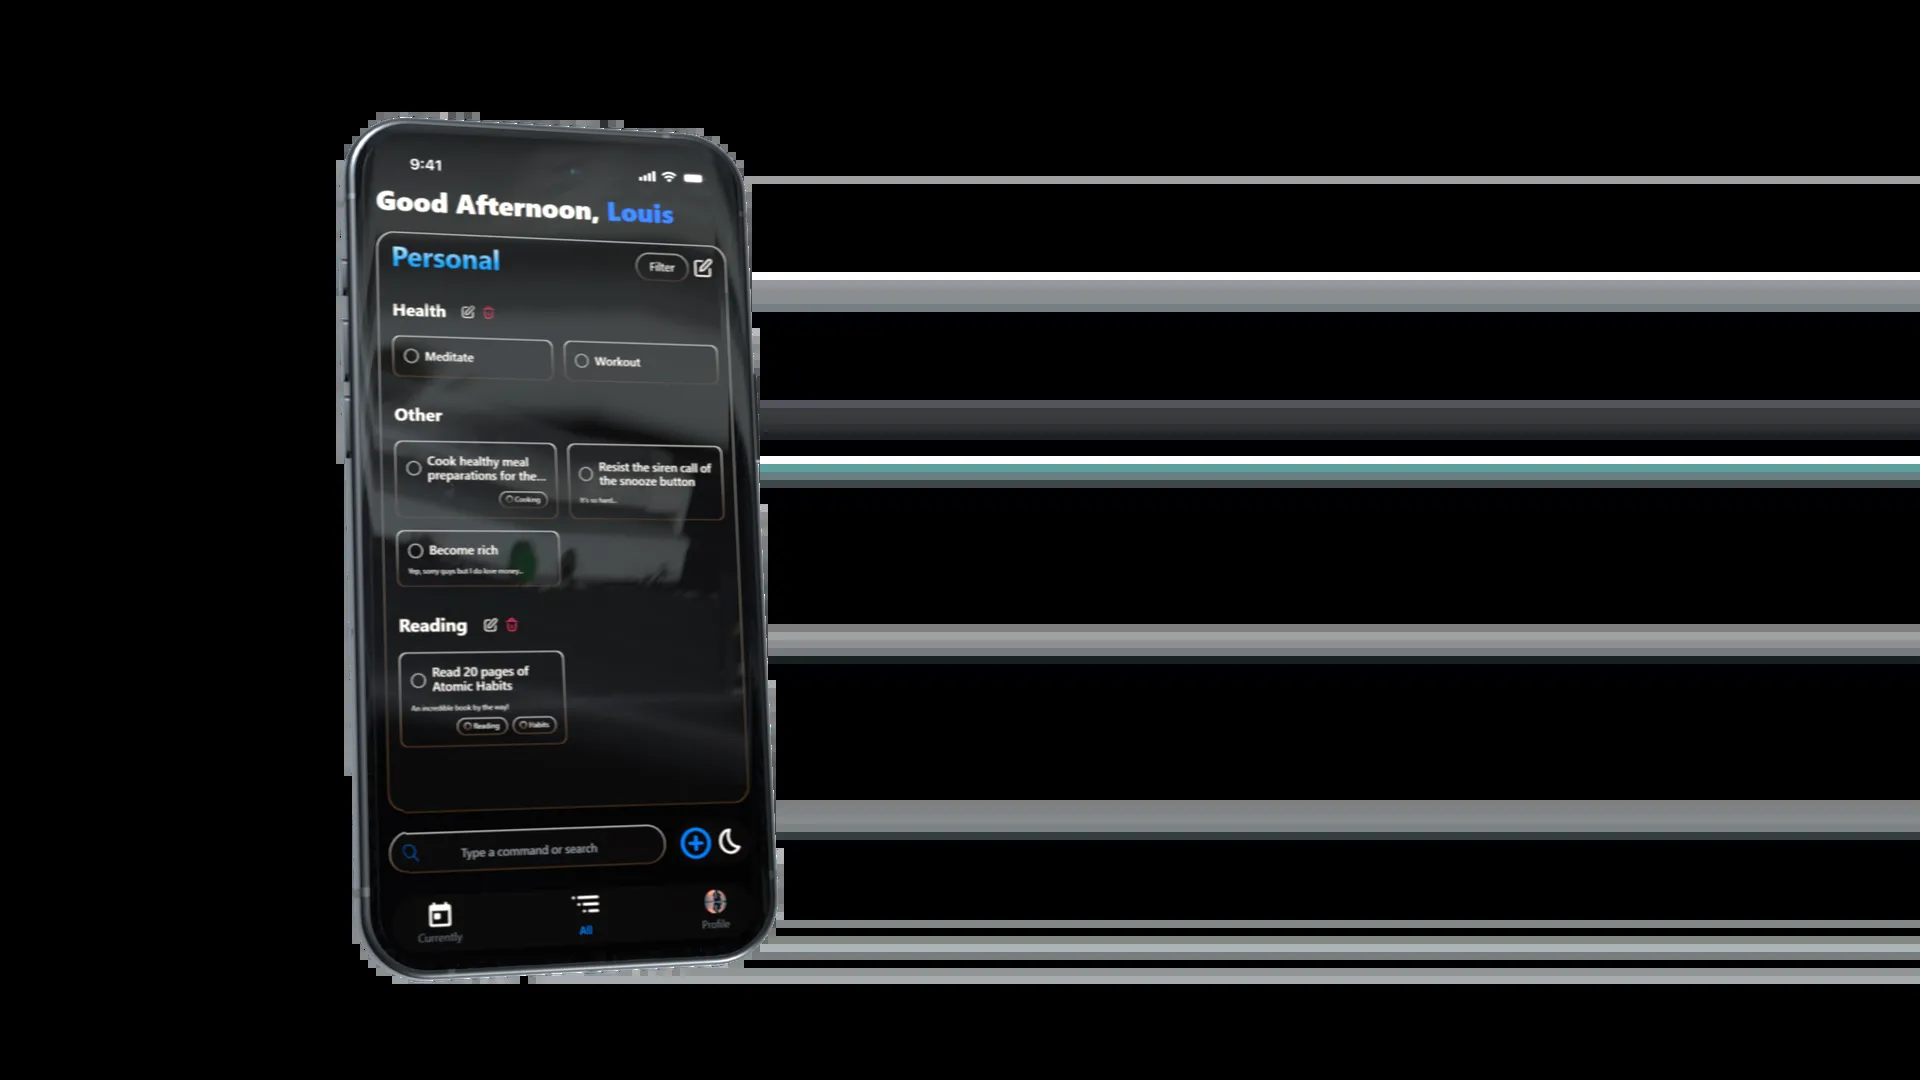 9:41
Good Afternoon, Louis
Personal
Filter
Health
Meditate
Workout
Other
Cook healthy meal
preparations for the...
Cooking
Resist the siren call of
the snooze button
It's so hard...
Become rich
Yep, sorry guys but I do love money...
Reading
Read 20 pages of
Atomic Habits
An incredible book by the way!
Reading
Habits
Type a command or search
Currently
All
Profile